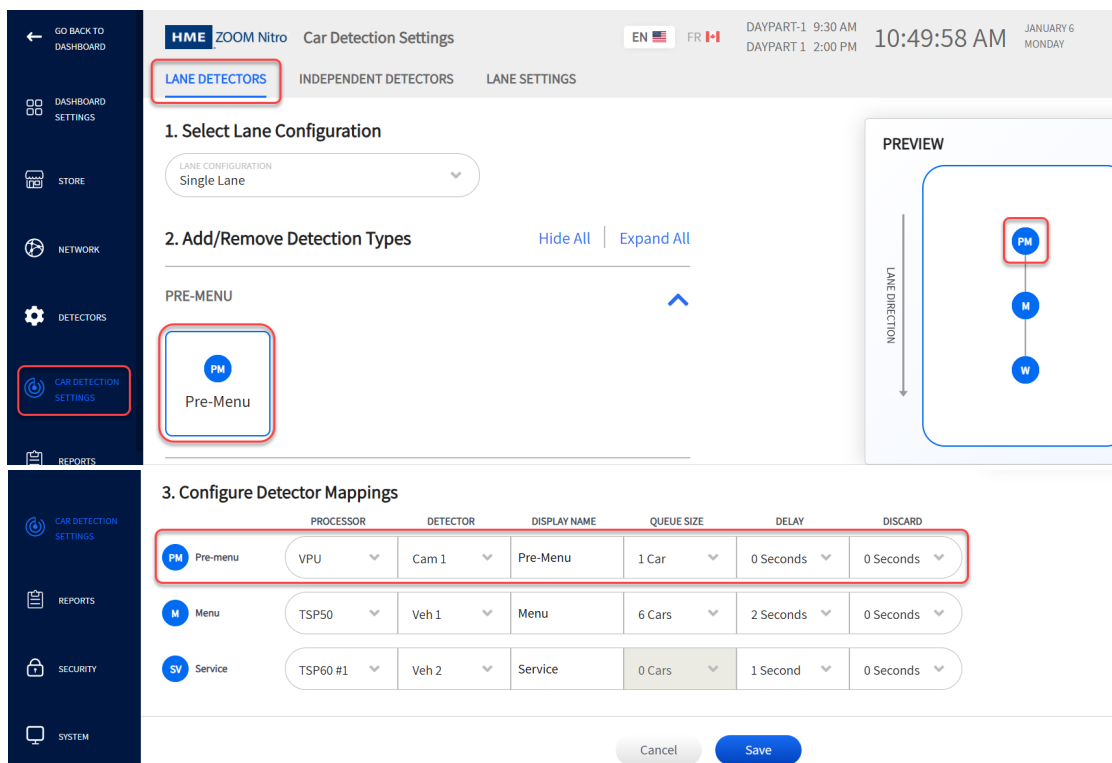 GO BACK TO
DASHBOARD
HME ZOOM Nitro Car Detection Settings
EN FR
DAYPART-1 9:30 AM
DAYPART 1 2:00 PM
10:49:58 AM
JANUARY 6
MONDAY
LANE DETECTORS INDEPENDENT DETECTORS LANE SETTINGS
DASHBOARD
SETTINGS
STORE
NETWORK
DETECTORS
CAR DETECTION
SETTINGS
REPORTS
1. Select Lane Configuration
LANE CONFIGURATION
Single Lane
2. Add/Remove Detection Types Hide All Expand All
PRE-MENU
PM
Pre-Menu
PREVIEW
LANE DIRECTION
PM
M
W
CAR DETECTION
SETTINGS
REPORTS
SECURITY
SYSTEM
3. Configure Detector Mappings
PROCESSOR DETECTOR DISPLAY NAME QUEUE SIZE DELAY DISCARD
PM Pre-menu VPU Cam 1 Pre-Menu 1 Car 0 Seconds 0 Seconds
M Menu TSP50 Veh 1 Menu 6 Cars 2 Seconds 0 Seconds
SV Service TSP60 #1 Veh 2 Service 0 Cars 1 Second 0 Seconds
Cancel Save